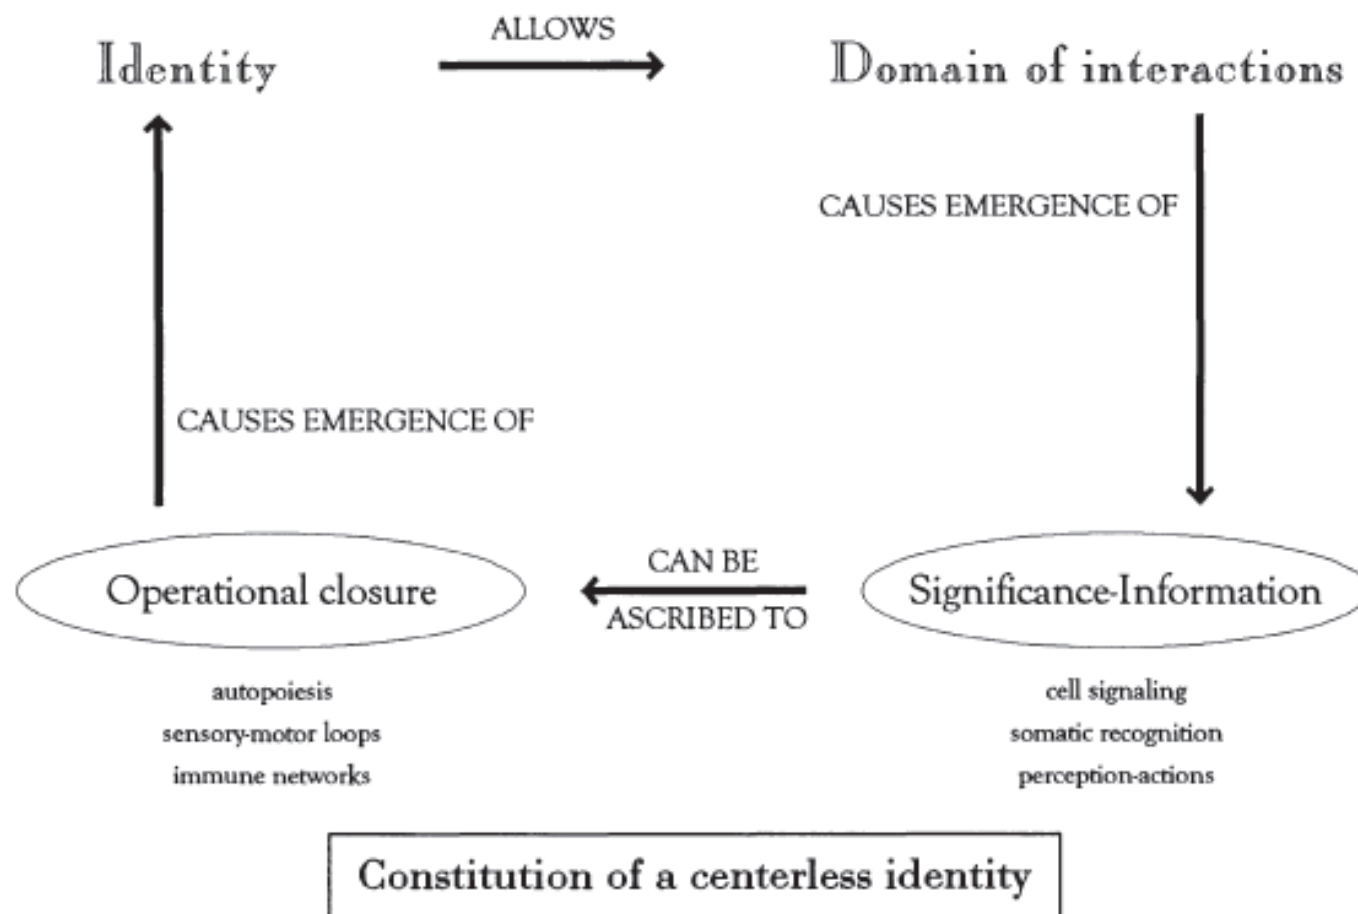 ALLOWS
Identity
Domain of interactions
CAUSES EMERGENCE OF
CAUSES EMERGENCE OF
CAN BE
Operational closure
Significance-Information
ASCRIBED TO
autopoiesis
cell signaling
sensory-motor loops
somatic recognition
immune networks
perception-actions
Constitution of a centerless identity